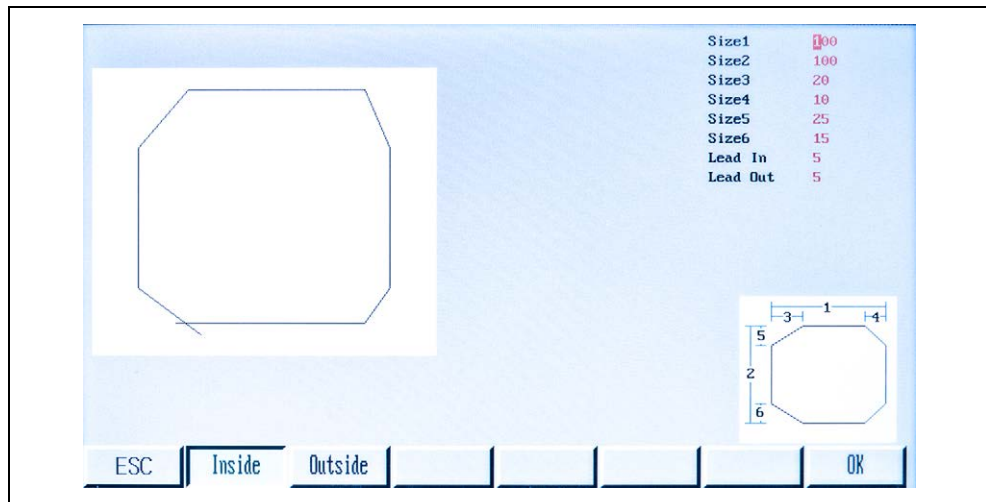 Size1 100
Size2 100
Size3 20
Size4 10
Size5 25
Size6 15
Lead In 5
Lead Out 5
1
3 4
5
2
6
ESC Inside Outside OK